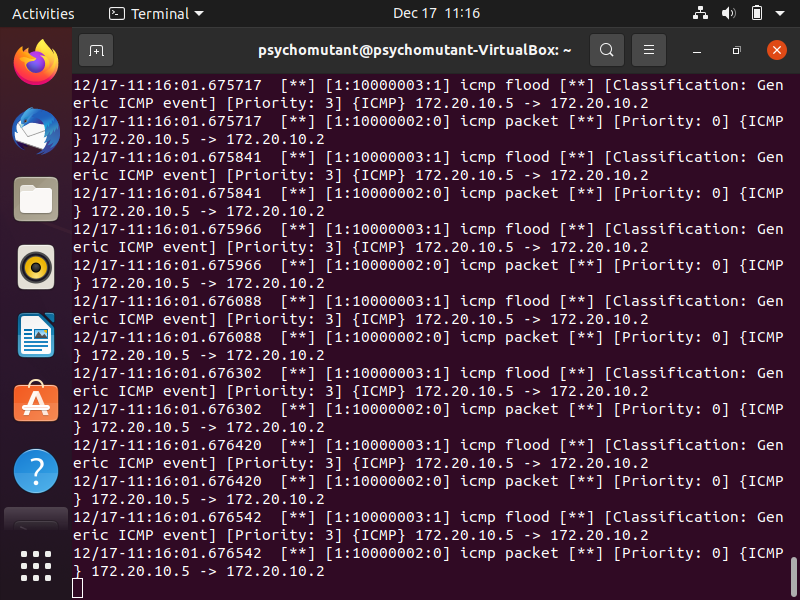 Activities Terminal Dec 17 11:16
psychomutant@psychomutant-VirtualBox: ~
12/17-11:16:01.675717  [**] [1:10000003:1] icmp flood [**] [Classification: Gen
eric ICMP event] [Priority: 3] {ICMP} 172.20.10.5 -> 172.20.10.2
12/17-11:16:01.675717  [**] [1:10000002:0] icmp packet [**] [Priority: 0] {ICMP
} 172.20.10.5 -> 172.20.10.2
12/17-11:16:01.675841  [**] [1:10000003:1] icmp flood [**] [Classification: Gen
eric ICMP event] [Priority: 3] {ICMP} 172.20.10.5 -> 172.20.10.2
12/17-11:16:01.675841  [**] [1:10000002:0] icmp packet [**] [Priority: 0] {ICMP
} 172.20.10.5 -> 172.20.10.2
12/17-11:16:01.675966  [**] [1:10000003:1] icmp flood [**] [Classification: Gen
eric ICMP event] [Priority: 3] {ICMP} 172.20.10.5 -> 172.20.10.2
12/17-11:16:01.675966  [**] [1:10000002:0] icmp packet [**] [Priority: 0] {ICMP
} 172.20.10.5 -> 172.20.10.2
12/17-11:16:01.676088  [**] [1:10000003:1] icmp flood [**] [Classification: Gen
eric ICMP event] [Priority: 3] {ICMP} 172.20.10.5 -> 172.20.10.2
12/17-11:16:01.676088  [**] [1:10000002:0] icmp packet [**] [Priority: 0] {ICMP
} 172.20.10.5 -> 172.20.10.2
12/17-11:16:01.676302  [**] [1:10000003:1] icmp flood [**] [Classification: Gen
eric ICMP event] [Priority: 3] {ICMP} 172.20.10.5 -> 172.20.10.2
12/17-11:16:01.676302  [**] [1:10000002:0] icmp packet [**] [Priority: 0] {ICMP
} 172.20.10.5 -> 172.20.10.2
12/17-11:16:01.676420  [**] [1:10000003:1] icmp flood [**] [Classification: Gen
eric ICMP event] [Priority: 3] {ICMP} 172.20.10.5 -> 172.20.10.2
12/17-11:16:01.676420  [**] [1:10000002:0] icmp packet [**] [Priority: 0] {ICMP
} 172.20.10.5 -> 172.20.10.2
12/17-11:16:01.676542  [**] [1:10000003:1] icmp flood [**] [Classification: Gen
eric ICMP event] [Priority: 3] {ICMP} 172.20.10.5 -> 172.20.10.2
12/17-11:16:01.676542  [**] [1:10000002:0] icmp packet [**] [Priority: 0] {ICMP
} 172.20.10.5 -> 172.20.10.2